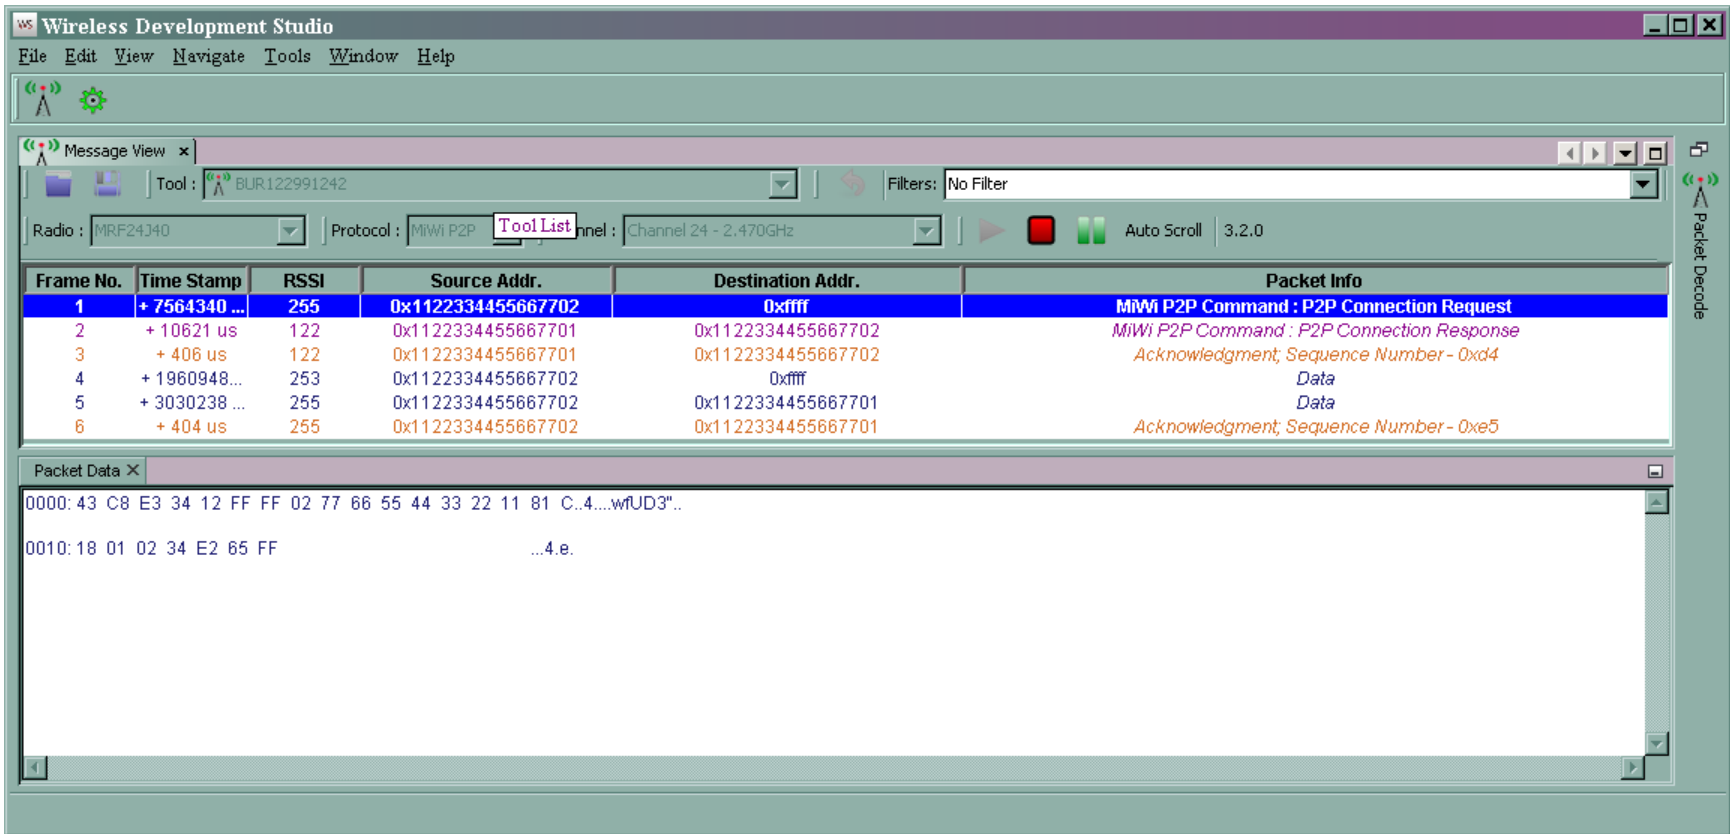 WS Wireless Development Studio
File Edit View Navigate Tools Window Help
Message View ×
Tool : BUR122991242 Filters: No Filter
Radio : MRF24J40 Protocol : MiWi P2P Tool List nnel : Channel 24 - 2.470GHz Auto Scroll 3.2.0
Packet Decode
Frame No. Time Stamp RSSI Source Addr. Destination Addr. Packet Info
1 + 7564340 ... 255 0x1122334455667702 0xffff MiWi P2P Command : P2P Connection Request
2 + 10621 us 122 0x1122334455667701 0x1122334455667702 MiWi P2P Command : P2P Connection Response
3 + 406 us 122 0x1122334455667701 0x1122334455667702 Acknowledgment; Sequence Number - 0xd4
4 + 1960948... 253 0x1122334455667702 0xffff Data
5 + 3030238 ... 255 0x1122334455667702 0x1122334455667701 Data
6 + 404 us 255 0x1122334455667702 0x1122334455667701 Acknowledgment; Sequence Number - 0xe5
Packet Data ×
0000: 43 C8 E3 34 12 FF FF 02 77 66 55 44 33 22 11 81 C..4....wfUD3"..
0010: 18 01 02 34 E2 65 FF ...4.e.